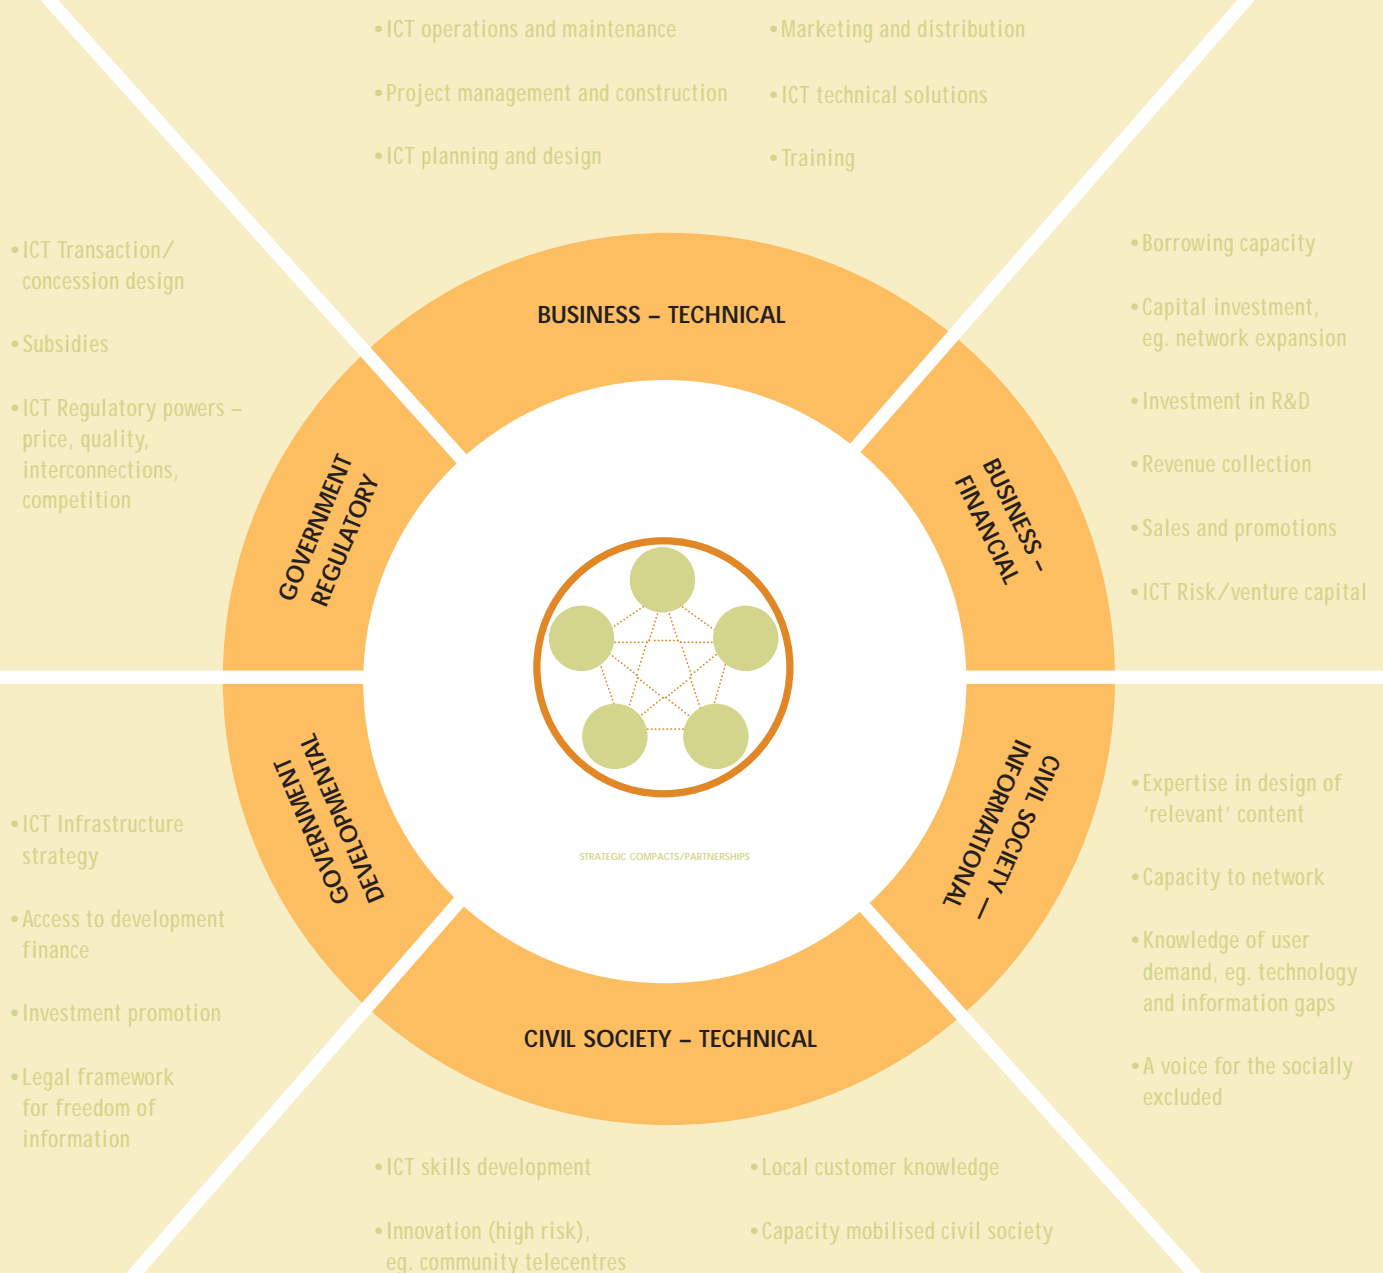 • ICT operations and maintenance
• Project management and construction
• ICT planning and design
• Marketing and distribution
• ICT technical solutions
• Training
BUSINESS – TECHNICAL
• ICT Transaction/
concession design
• Subsidies
• ICT Regulatory powers –
price, quality,
interconnections,
competition
GOVERNMENT
REGULATORY
BUSINESS –
FINANCIAL
• Borrowing capacity
• Capital investment,
eg. network expansion
• Investment in R&D
• Revenue collection
• Sales and promotions
• ICT Risk/venture capital
STRATEGIC COMPACTS/PARTNERSHIPS
• ICT Infrastructure
strategy
• Access to development
finance
• Investment promotion
• Legal framework
for freedom of
information
GOVERNMENT
DEVELOPMENTAL
CIVIL SOCIETY —
INFORMATIONAL
• Expertise in design of
‘relevant’ content
• Capacity to network
• Knowledge of user
demand, eg. technology
and information gaps
• A voice for the socially
excluded
CIVIL SOCIETY – TECHNICAL
• ICT skills development
• Innovation (high risk),
eg. community telecentres
• Local customer knowledge
• Capacity mobilised civil society